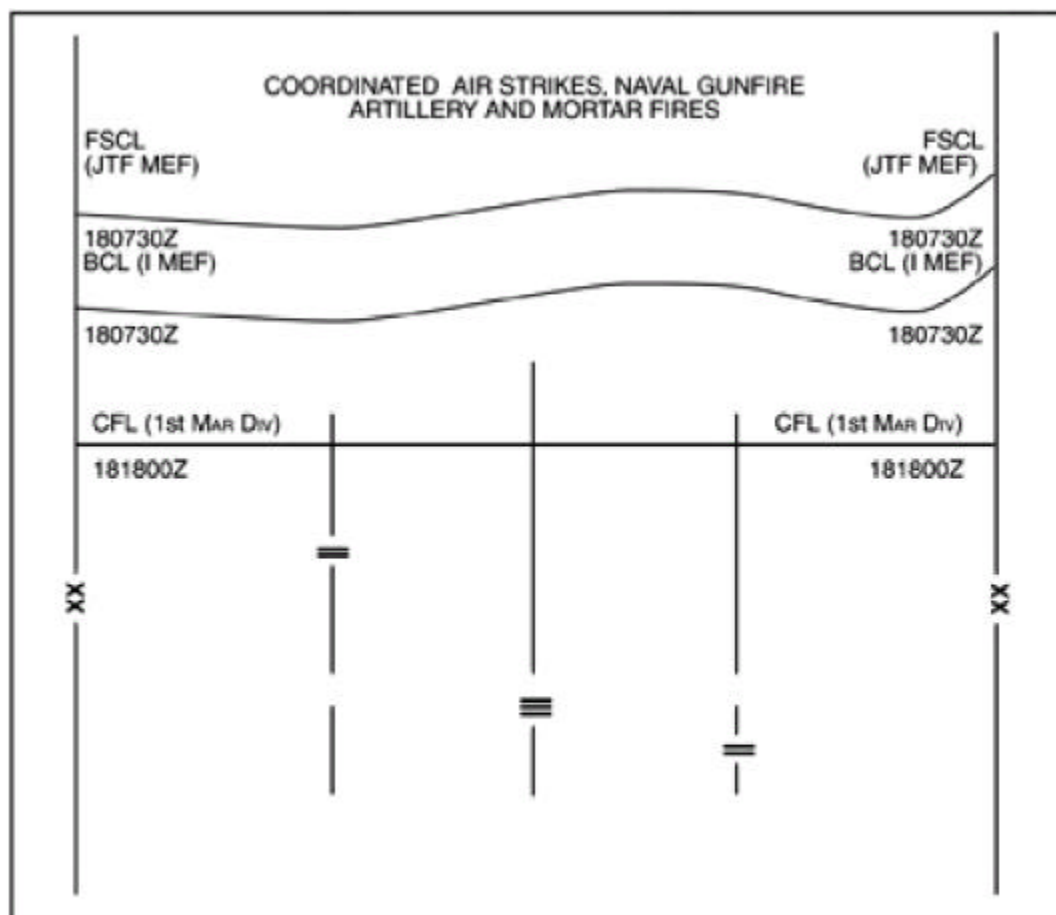 COORDINATED AIR STRIKES, NAVAL GUNFIRE
ARTILLERY AND MORTAR FIRES
FSCL
(JTF MEF)
FSCL
(JTF MEF)
180730Z
180730Z
BCL (I MEF)
BCL (I MEF)
180730Z
180730Z
CFL (1st MAR DIV)
CFL (1st MAR DIV)
181800Z
181800Z
XX
XX